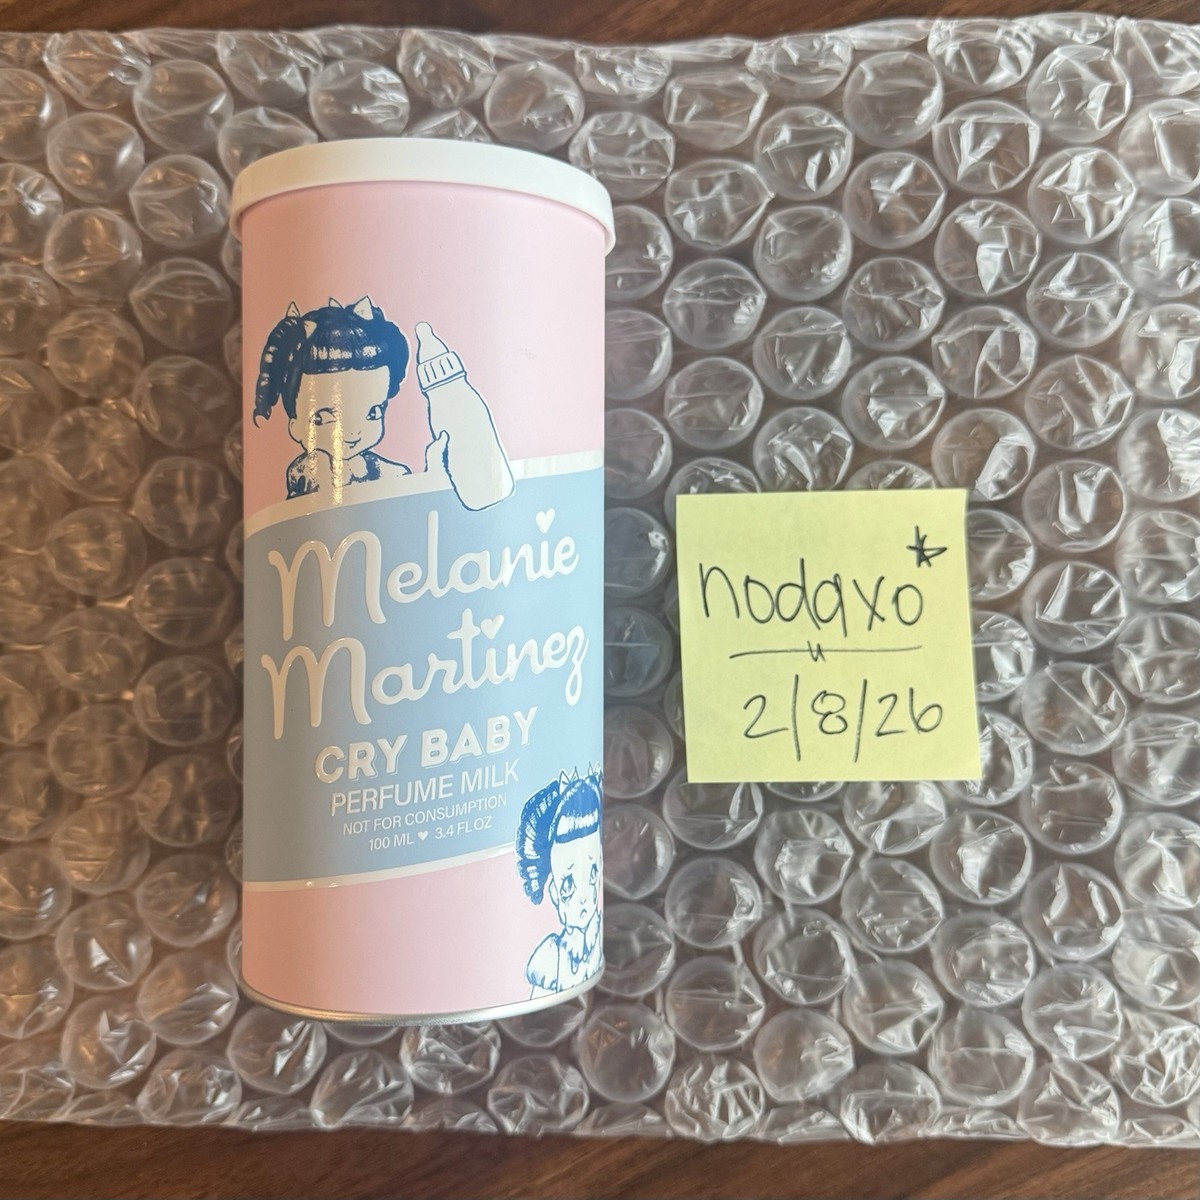 Melanie
Martinez
CRY BABY
PERFUME MILK
NOT FOR CONSUMPTION
100 ML ♥ 3.4 FL OZ
nodaxo*
2/8/26